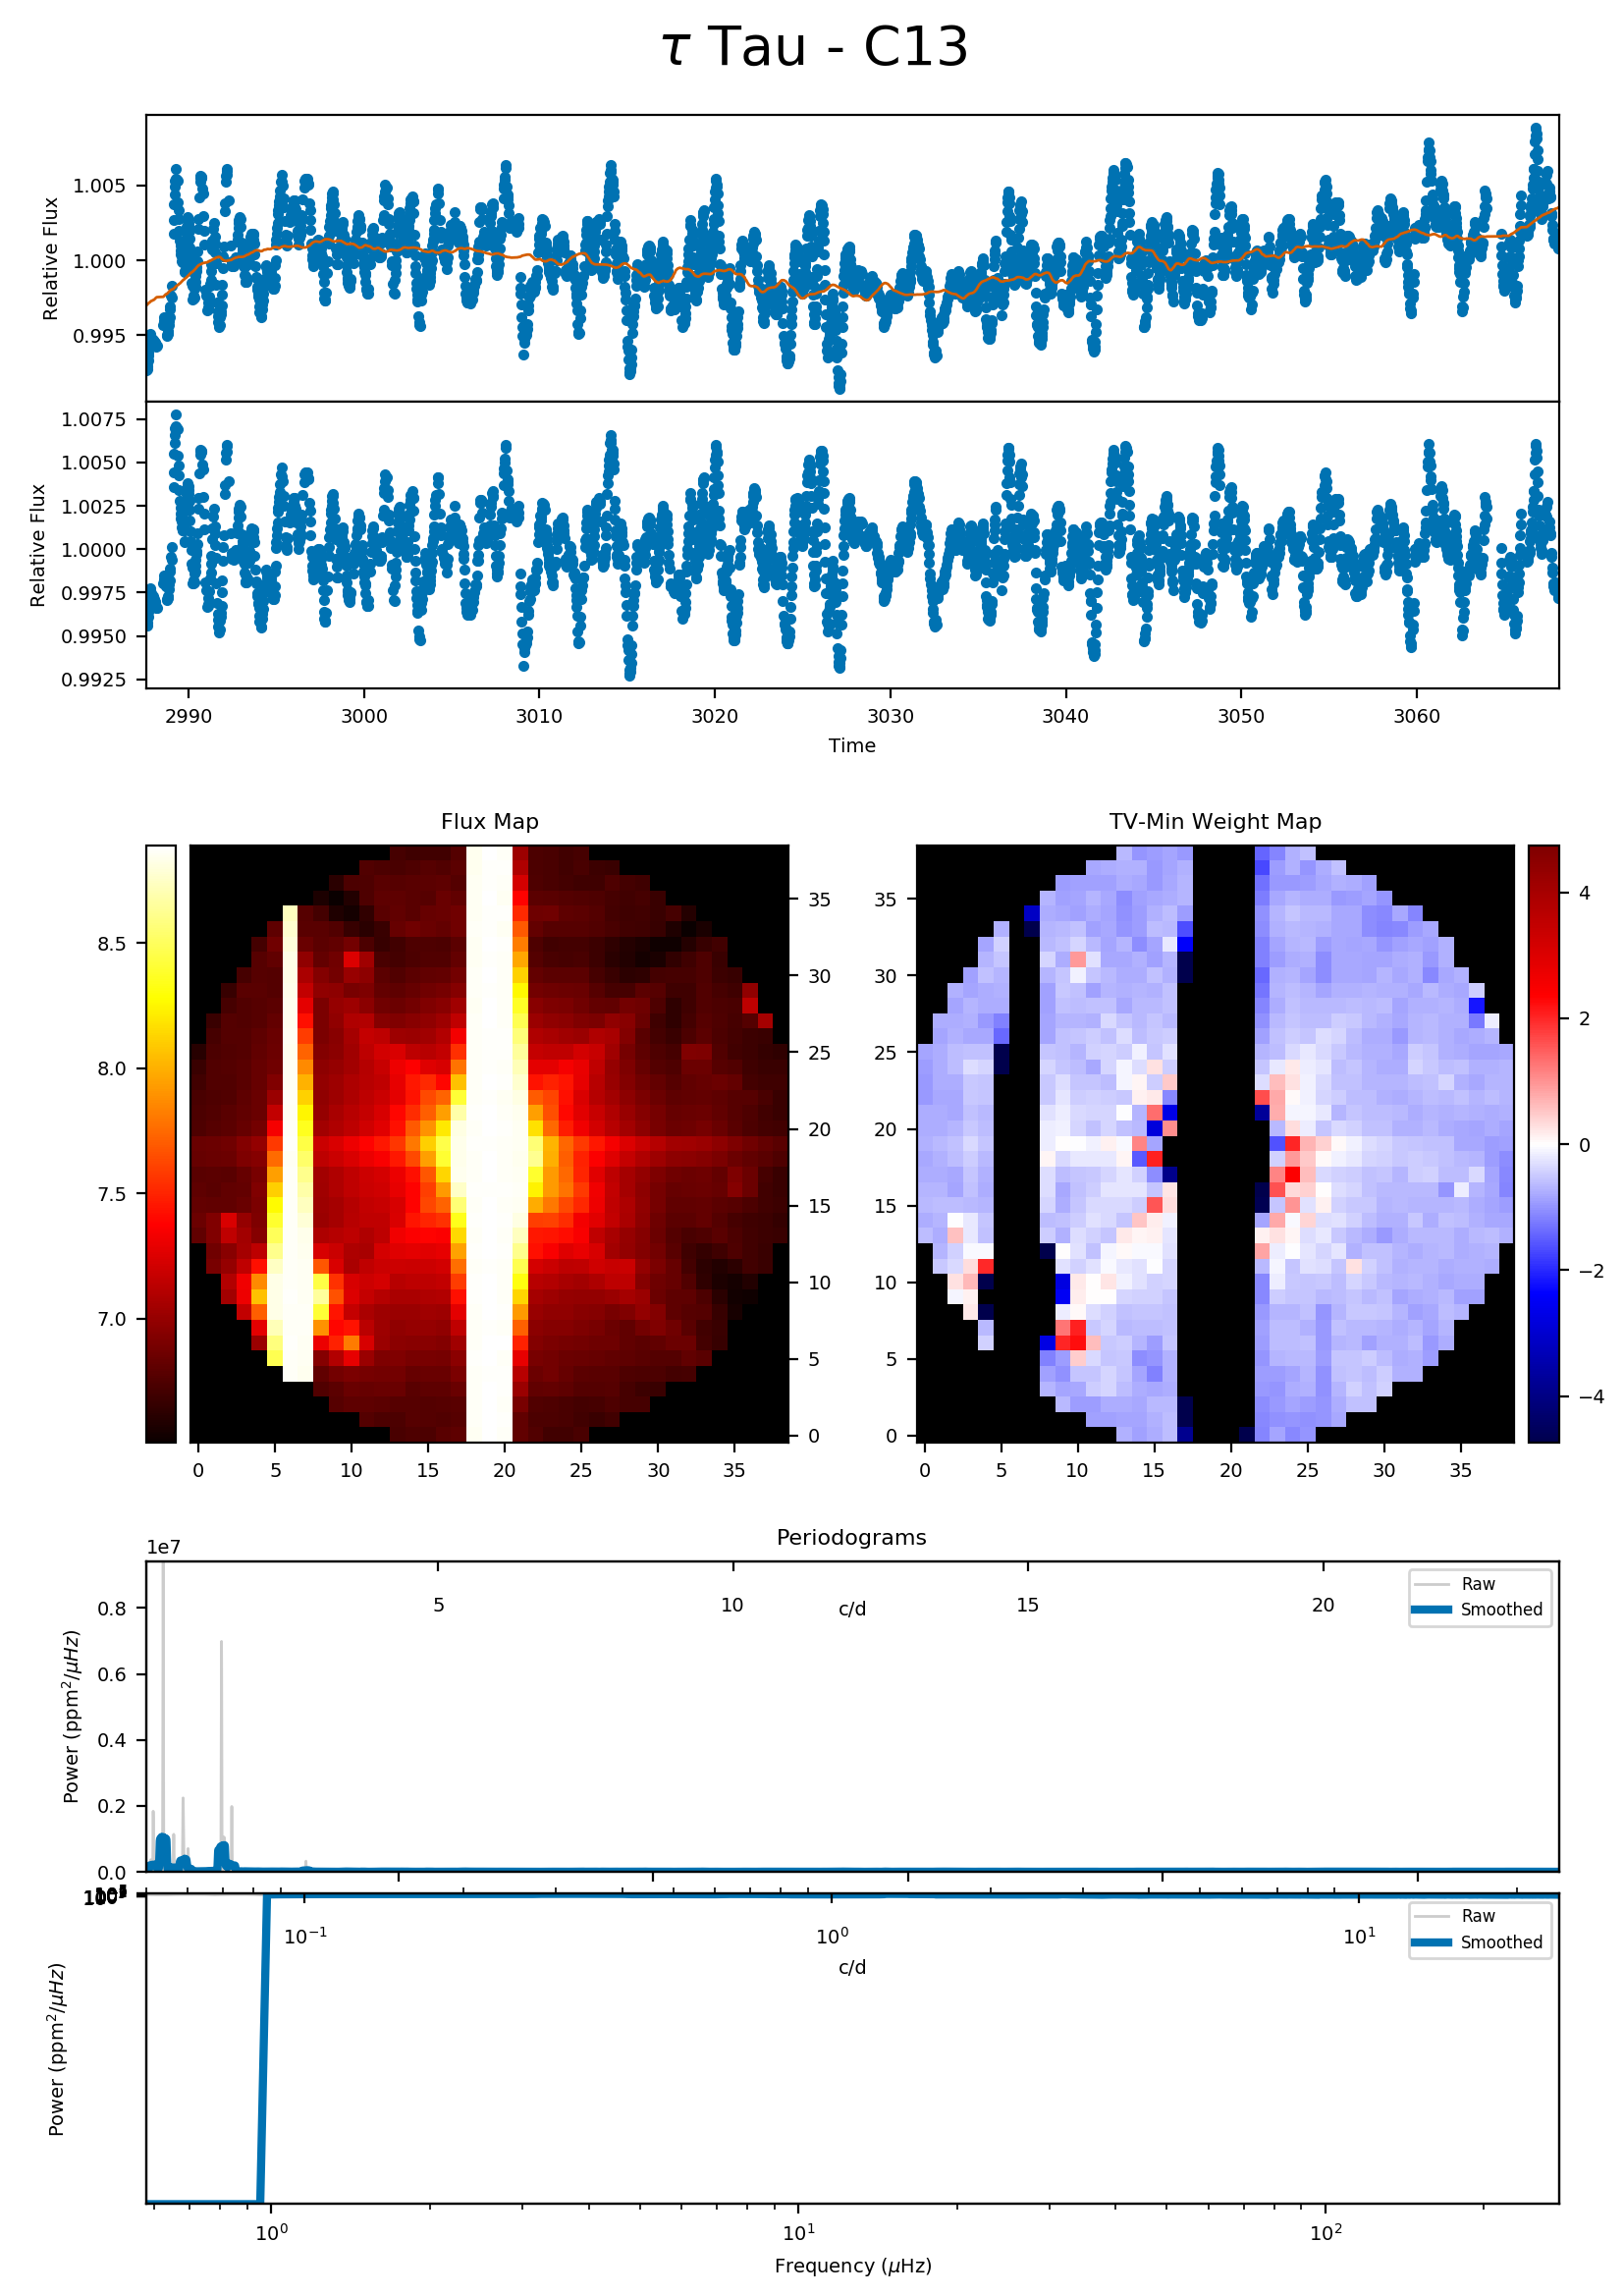 τ Tau - C13
1.005
1.000
0.995
Relative Flux
1.0075
1.0050
1.0025
1.0000
0.9975
0.9950
0.9925
Relative Flux
2990 3000 3010 3020 3030 3040 3050 3060
Time
Flux Map
8.5
8.0
7.5
7.0
35
30
25
20
15
10
5
0
0 5 10 15 20 25 30 35
TV-Min Weight Map
35
30
25
20
15
10
5
0
0 5 10 15 20 25 30 35
4
2
0
−2
−4
Periodograms
1e7
0.8
0.6
0.4
0.2
0.0
Power (ppm²/μHz)
5 10 15 20
c/d
Raw
Smoothed
Power (ppm²/μHz)
10⁻¹ 10⁰ 10¹
c/d
Raw
Smoothed
10⁰ 10¹ 10²
Frequency (μHz)